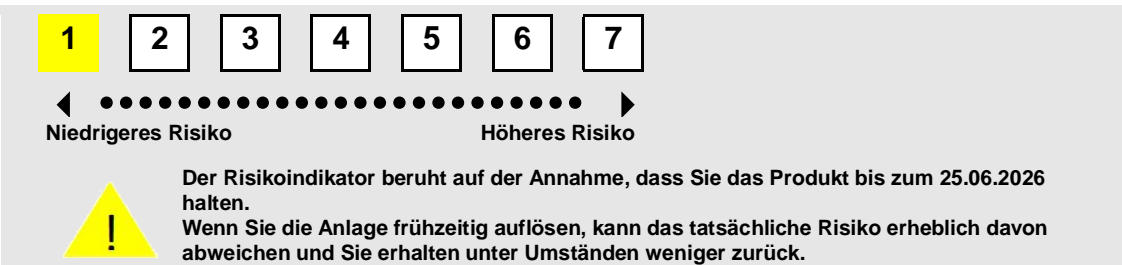 1 2 3 4 5 6 7
Niedrigeres Risiko Höheres Risiko
Der Risikoindikator beruht auf der Annahme, dass Sie das Produkt bis zum 25.06.2026
halten.
Wenn Sie die Anlage frühzeitig auflösen, kann das tatsächliche Risiko erheblich davon
abweichen und Sie erhalten unter Umständen weniger zurück.
!